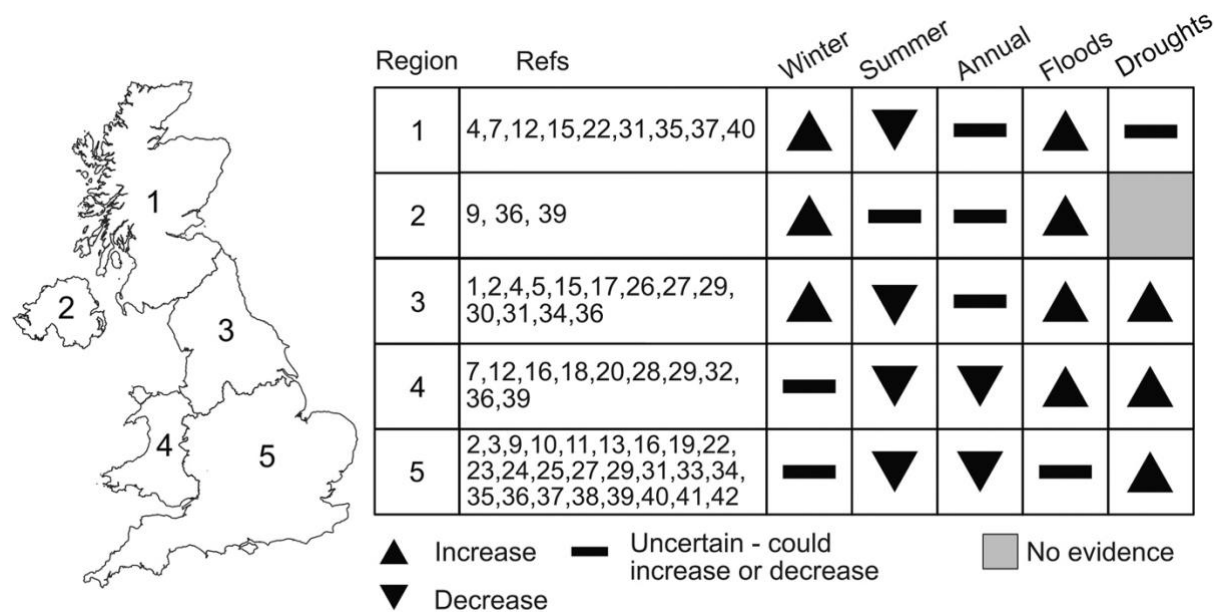 Region Refs Winter Summer Annual Floods Droughts
1 4,7,12,15,22,31,35,37,40
2 9, 36, 39
3 1,2,4,5,15,17,26,27,29,
30,31,34,36
4 7,12,16,18,20,28,29,32,
36,39
5 2,3,9,10,11,13,16,19,22,
23,24,25,27,29,31,33,34,
35,36,37,38,39,40,41,42
1
2
3
4
5
Increase
Decrease
Uncertain - could
increase or decrease
No evidence